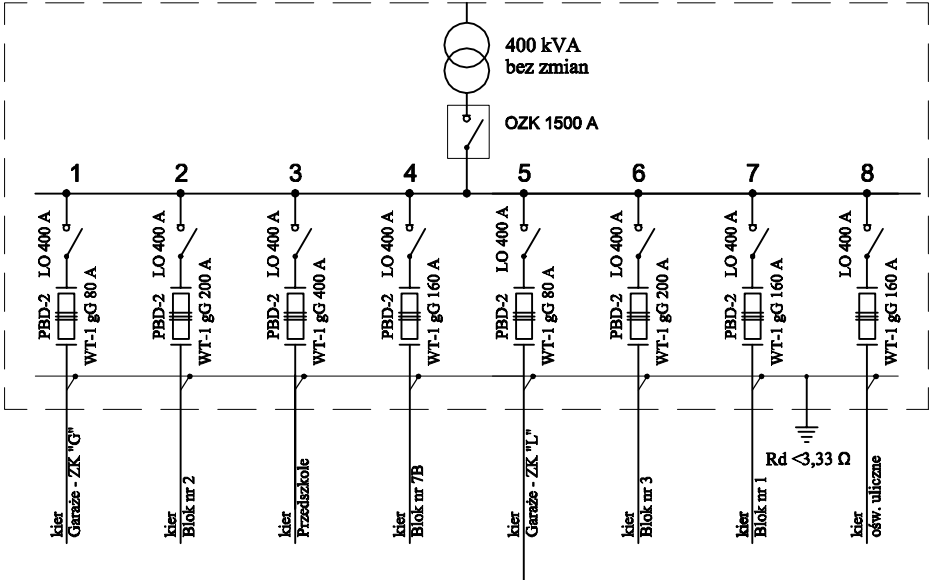 400 kVA
bez zmian
OZK 1500 A
1
2
3
4
5
6
7
8
LO 400 A
PBD-2
WT-1 gG 80 A
LO 400 A
PBD-2
WT-1 gG 200 A
LO 400 A
PBD-2
WT-1 gG 400 A
LO 400 A
PBD-2
WT-1 gG 160 A
LO 400 A
PBD-2
WT-1 gG 80 A
LO 400 A
PBD-2
WT-1 gG 200 A
LO 400 A
PBD-2
WT-1 gG 160 A
LO 400 A
WT-1 gG 160 A
Rd <3,33 Ω
kier
Garaże - ZK "G"
kier
Blok nr 2
kier
Przedszkole
kier
Blok nr 7B
kier
Garaże - ZK "L"
kier
Blok nr 3
kier
Blok nr 1
kier
ośw. uliczne